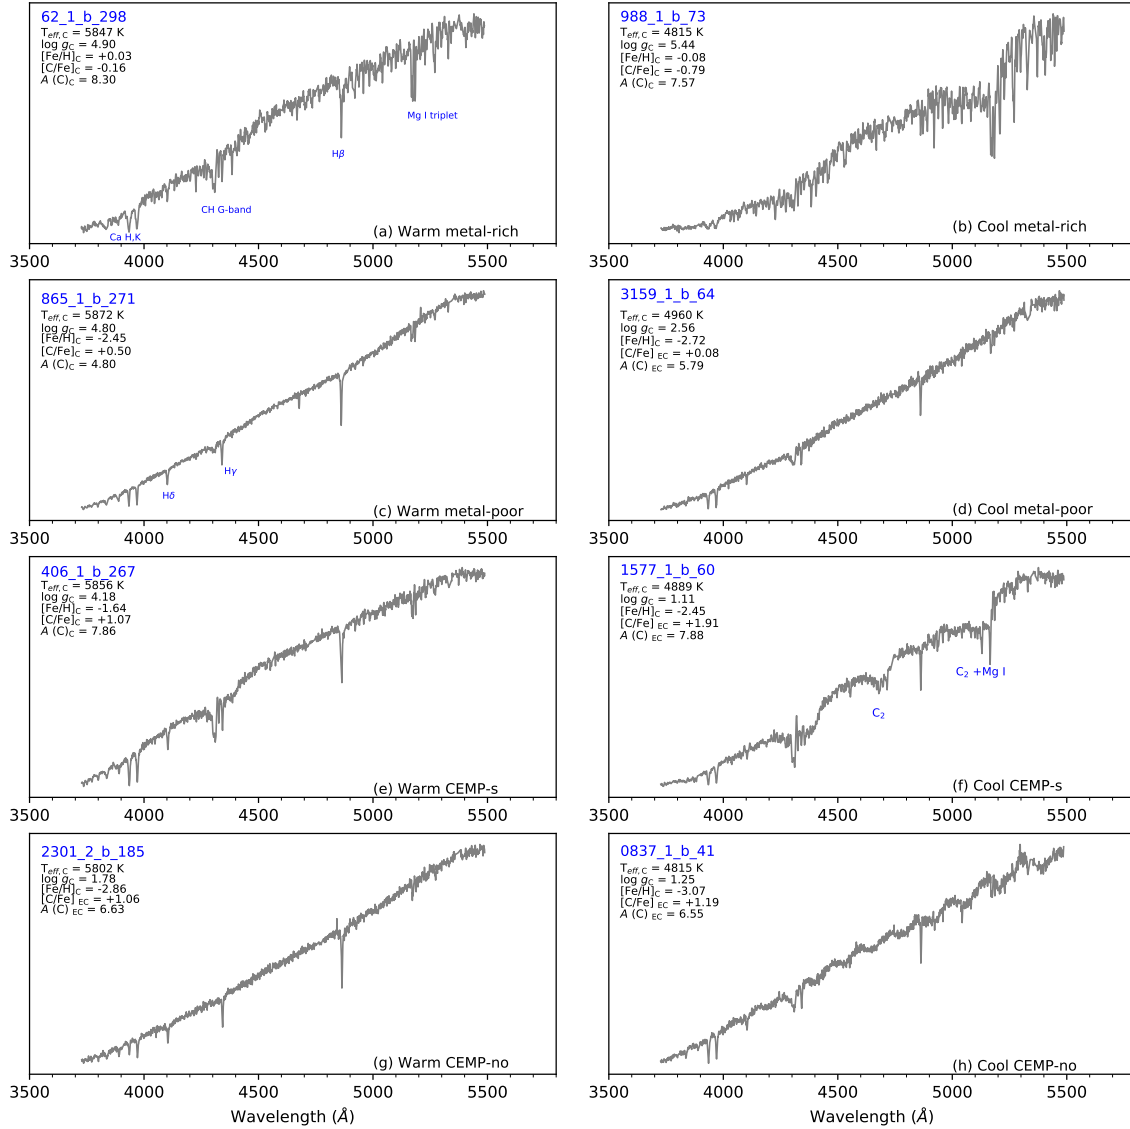 62_1_b_298
T_eff,C = 5847 K
log g_C = 4.90
[Fe/H]_C = +0.03
[C/Fe]_C = -0.16
A (C)_C = 8.30
Mg I triplet
Hβ
CH G-band
Ca H,K
(a) Warm metal-rich
3500 4000 4500 5000 5500
988_1_b_73
T_eff,C = 4815 K
log g_C = 5.44
[Fe/H]_C = -0.08
[C/Fe]_C = -0.79
A (C)_C = 7.57
(b) Cool metal-rich
3500 4000 4500 5000 5500
865_1_b_271
T_eff,C = 5872 K
log g_C = 4.80
[Fe/H]_C = -2.45
[C/Fe]_C = +0.50
A (C)_C = 4.80
Hγ
Hδ
(c) Warm metal-poor
3500 4000 4500 5000 5500
3159_1_b_64
T_eff,C = 4960 K
log g_C = 2.56
[Fe/H]_C = -2.72
[C/Fe] _EC = +0.08
A (C) _EC = 5.79
(d) Cool metal-poor
3500 4000 4500 5000 5500
406_1_b_267
T_eff,C = 5856 K
log g_C = 4.18
[Fe/H]_C = -1.64
[C/Fe]_C = +1.07
A (C)_C = 7.86
(e) Warm CEMP-s
3500 4000 4500 5000 5500
1577_1_b_60
T_eff,C = 4889 K
log g_C = 1.11
[Fe/H]_C = -2.45
[C/Fe] _EC = +1.91
A (C) _EC = 7.88
C₂ +Mg I
C₂
(f) Cool CEMP-s
3500 4000 4500 5000 5500
2301_2_b_185
T_eff,C = 5802 K
log g_C = 1.78
[Fe/H]_C = -2.86
[C/Fe] _EC = +1.06
A (C) _EC = 6.63
(g) Warm CEMP-no
3500 4000 4500 5000 5500
Wavelength (Å)
0837_1_b_41
T_eff,C = 4815 K
log g_C = 1.25
[Fe/H]_C = -3.07
[C/Fe] _EC = +1.19
A (C) _EC = 6.55
(h) Cool CEMP-no
3500 4000 4500 5000 5500
Wavelength (Å)